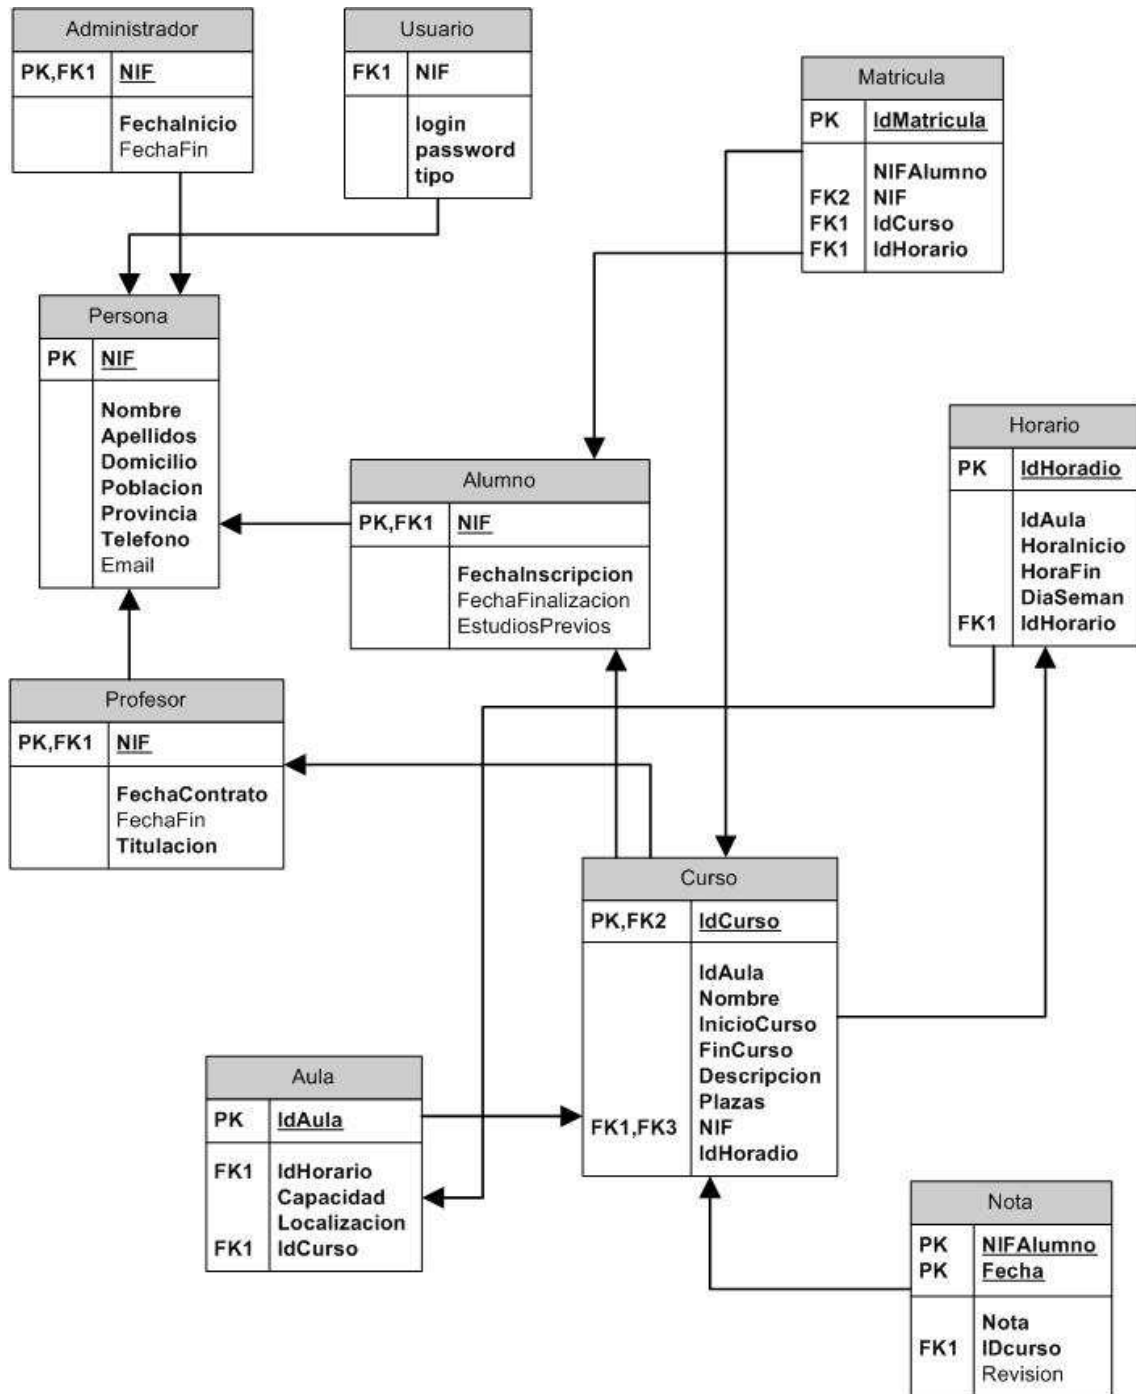 Administrador
PK,FK1 NIF
FechaInicio
FechaFin
Usuario
FK1 NIF
login
password
tipo
Matricula
PK IdMatricula
NIFAlumno
FK2 NIF
FK1 IdCurso
FK1 IdHorario
Persona
PK NIF
Nombre
Apellidos
Domicilio
Poblacion
Provincia
Telefono
Email
Alumno
PK,FK1 NIF
FechaInscripcion
FechaFinalizacion
EstudiosPrevios
Horario
PK IdHoradio
IdAula
HoraInicio
HoraFin
DiaSeman
FK1 IdHorario
Profesor
PK,FK1 NIF
FechaContrato
FechaFin
Titulacion
Curso
PK,FK2 IdCurso
IdAula
Nombre
InicioCurso
FinCurso
Descripcion
Plazas
FK1,FK3 NIF
IdHoradio
Aula
PK IdAula
FK1 IdHorario
Capacidad
Localizacion
FK1 IdCurso
Nota
PK NIFAlumno
PK Fecha
Nota
FK1 IDcurso
Revision